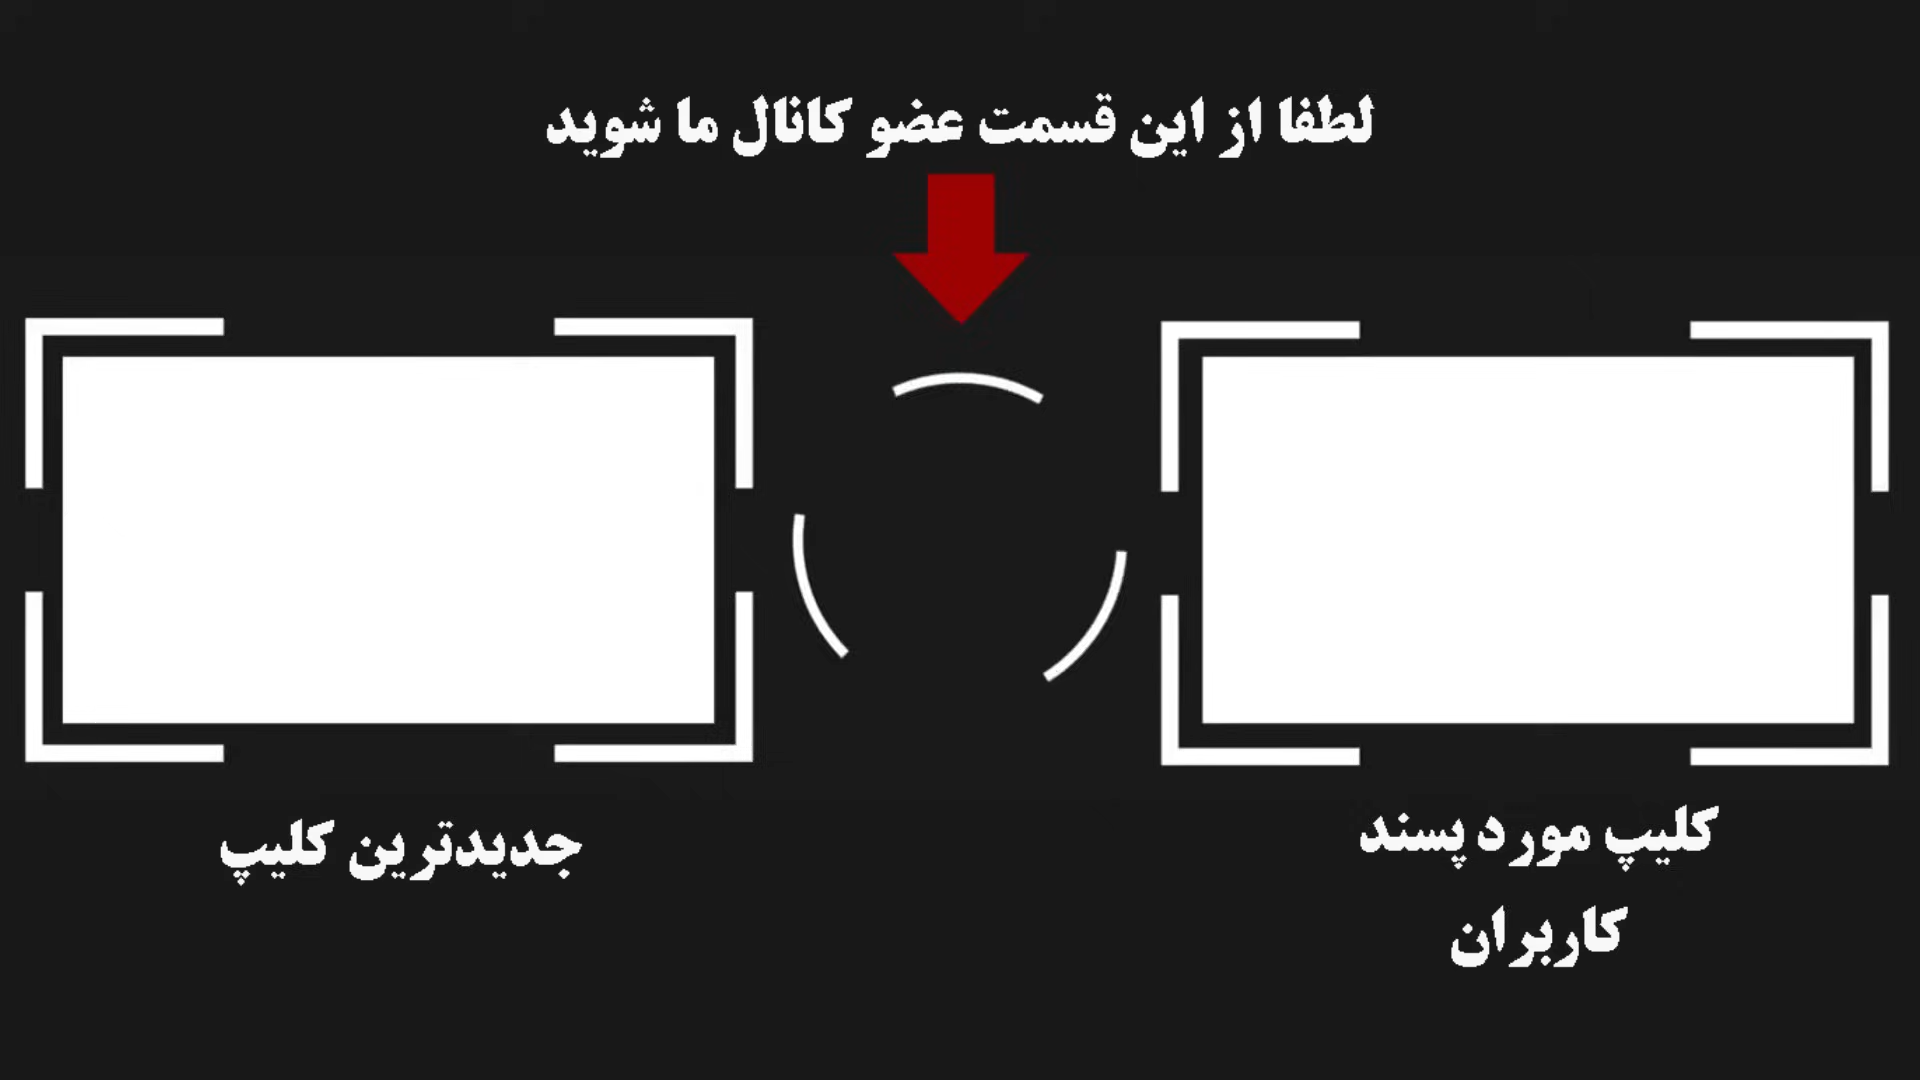 لطفا از این قسمت عضو کانال ما شوید
کلیپ مورد پسند
کاربران
جدیدترین کلیپ